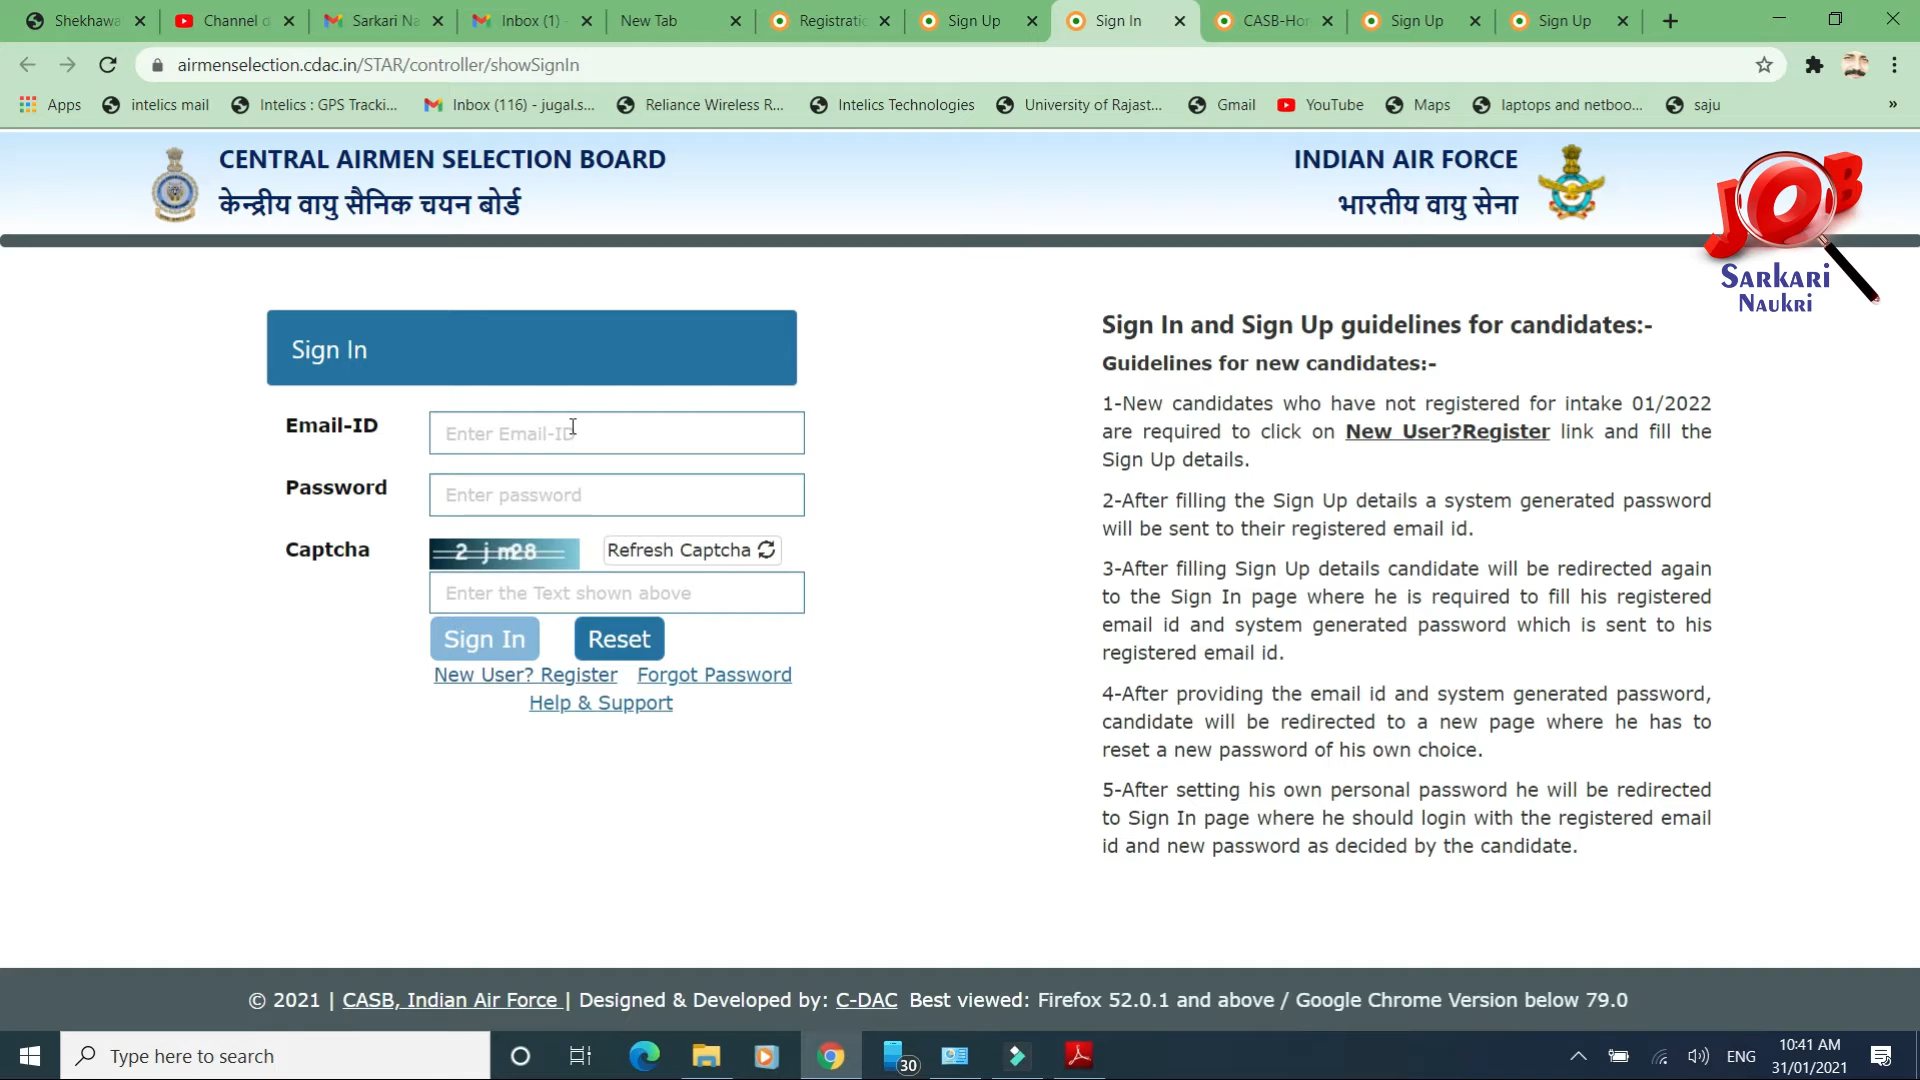 Shekhawa
Channel d
Sarkari Na
Inbox (1)
New Tab
Registratic
Sign Up
Sign In
CASB-Hor
Sign Up
Sign Up
airmenselection.cdac.in/STAR/controller/showSignIn
Apps
intelics mail
Intelics : GPS Tracki...
Inbox (116) - jugal.s...
Reliance Wireless R...
Intelics Technologies
University of Rajast...
Gmail
YouTube
Maps
laptops and netboo...
saju
»
CENTRAL AIRMEN SELECTION BOARD
केन्द्रीय वायु सैनिक चयन बोर्ड
INDIAN AIR FORCE
भारतीय वायु सेना
JOB
Sarkari
Naukri
Sign In
Email-ID
Enter Email-ID
Password
Enter password
Captcha
2 j m28
Refresh Captcha
Enter the Text shown above
Sign In
Reset
New User? Register
Forgot Password
Help & Support
Sign In and Sign Up guidelines for candidates:-
Guidelines for new candidates:-
1-New candidates who have not registered for intake 01/2022
are required to click on New User?Register link and fill the
Sign Up details.
2-After filling the Sign Up details a system generated password
will be sent to their registered email id.
3-After filling Sign Up details candidate will be redirected again
to the Sign In page where he is required to fill his registered
email id and system generated password which is sent to his
registered email id.
4-After providing the email id and system generated password,
candidate will be redirected to a new page where he has to
reset a new password of his own choice.
5-After setting his own personal password he will be redirected
to Sign In page where he should login with the registered email
id and new password as decided by the candidate.
© 2021 | CASB, Indian Air Force | Designed & Developed by: C-DAC Best viewed: Firefox 52.0.1 and above / Google Chrome Version below 79.0
Type here to search
30
ENG
10:41 AM
31/01/2021